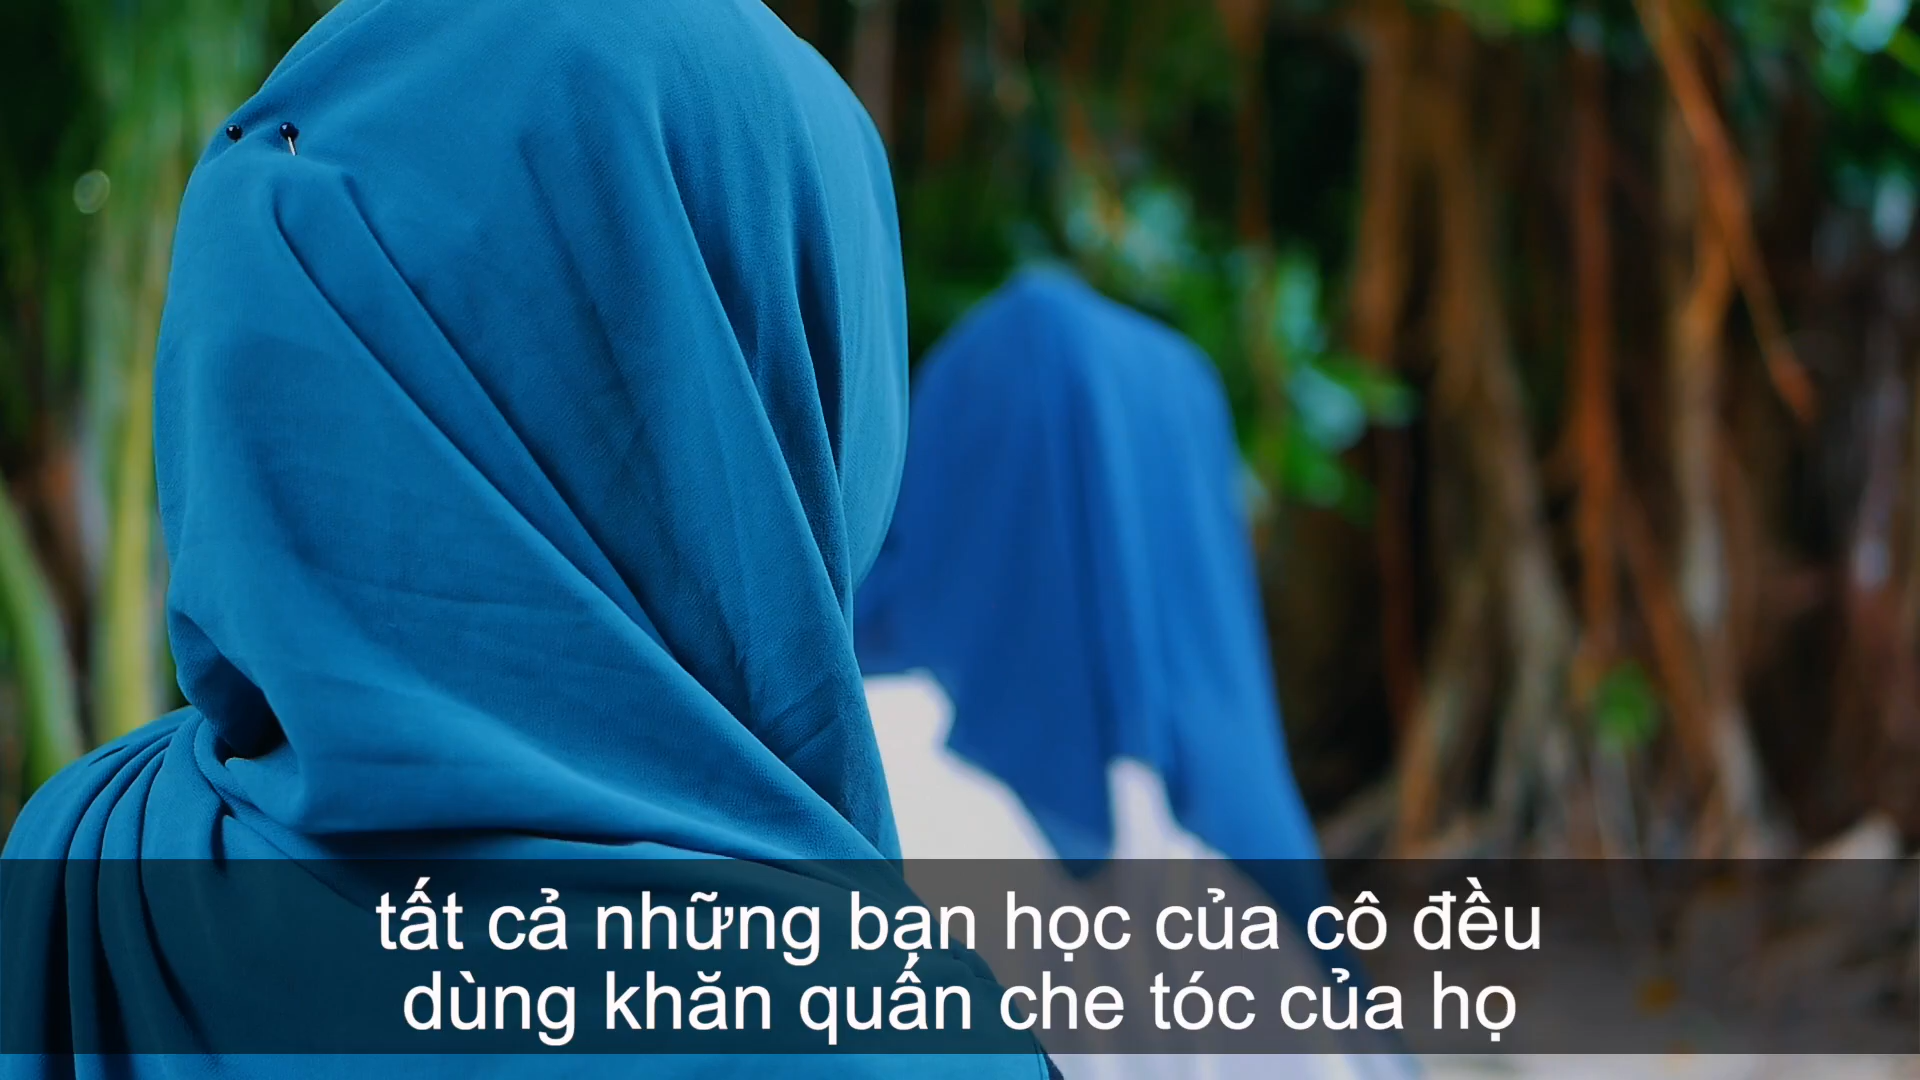 tất cả những bạn học của cô đều
dùng khăn quấn che tóc của họ